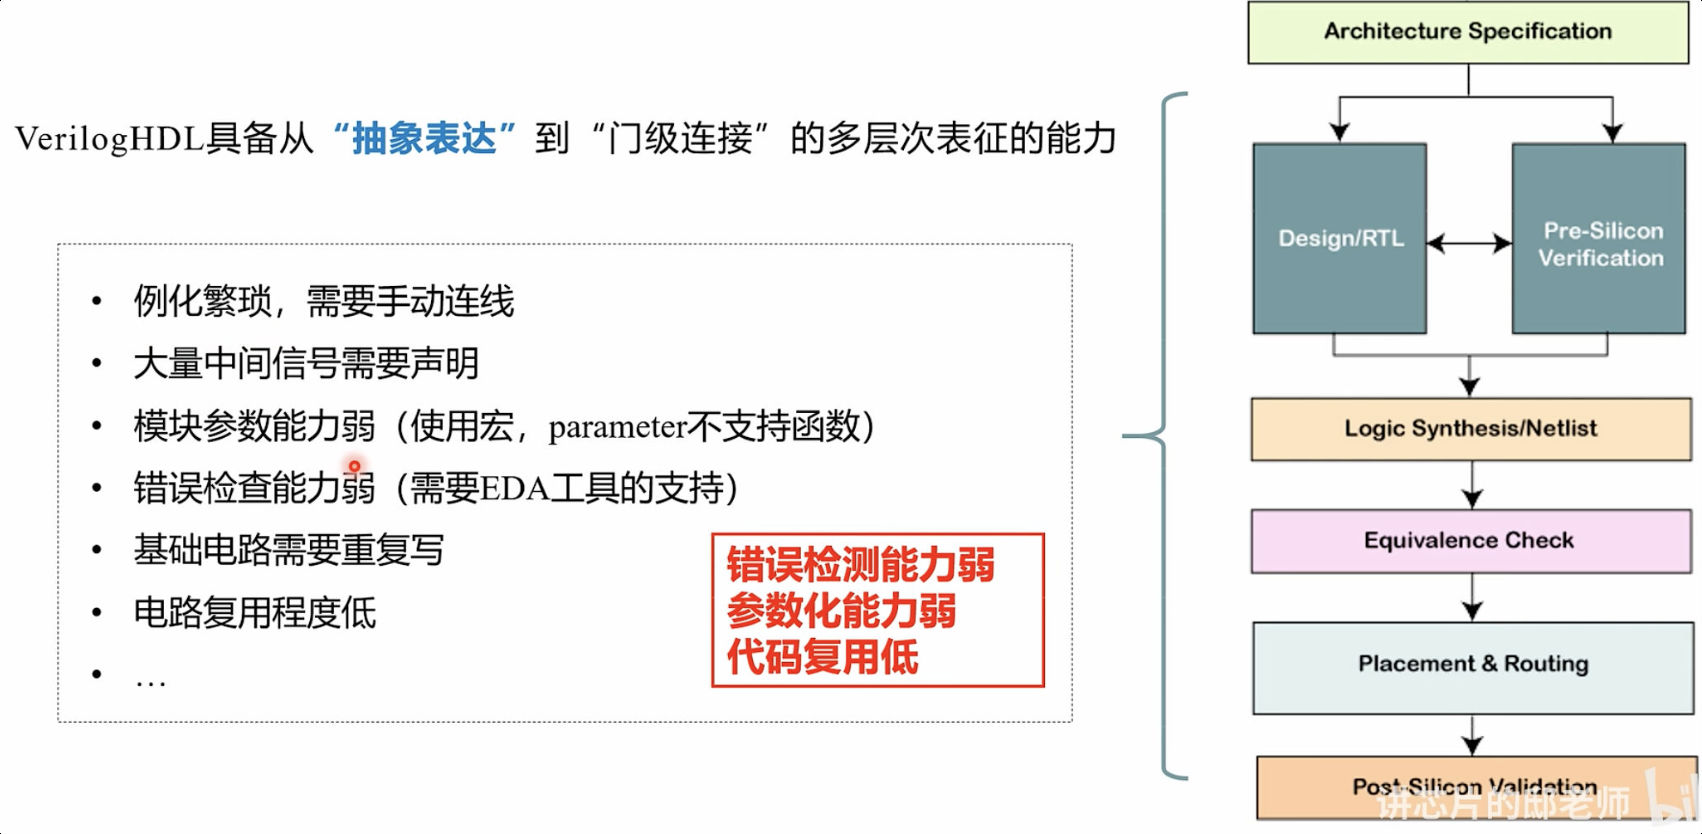 VerilogHDL具备从“抽象表达”到“门级连接”的多层次表征的能力
• 例化繁琐，需要手动连线
• 大量中间信号需要声明
• 模块参数能力弱（使用宏，parameter不支持函数）
• 错误检查能力弱（需要EDA工具的支持）
• 基础电路需要重复写
• 电路复用程度低
• …
错误检测能力弱
参数化能力弱
代码复用低
Architecture Specification
Design/RTL
Pre-Silicon
Verification
Logic Synthesis/Netlist
Equivalence Check
Placement & Routing
Post-Silicon Validation
讲芯片的邸老师